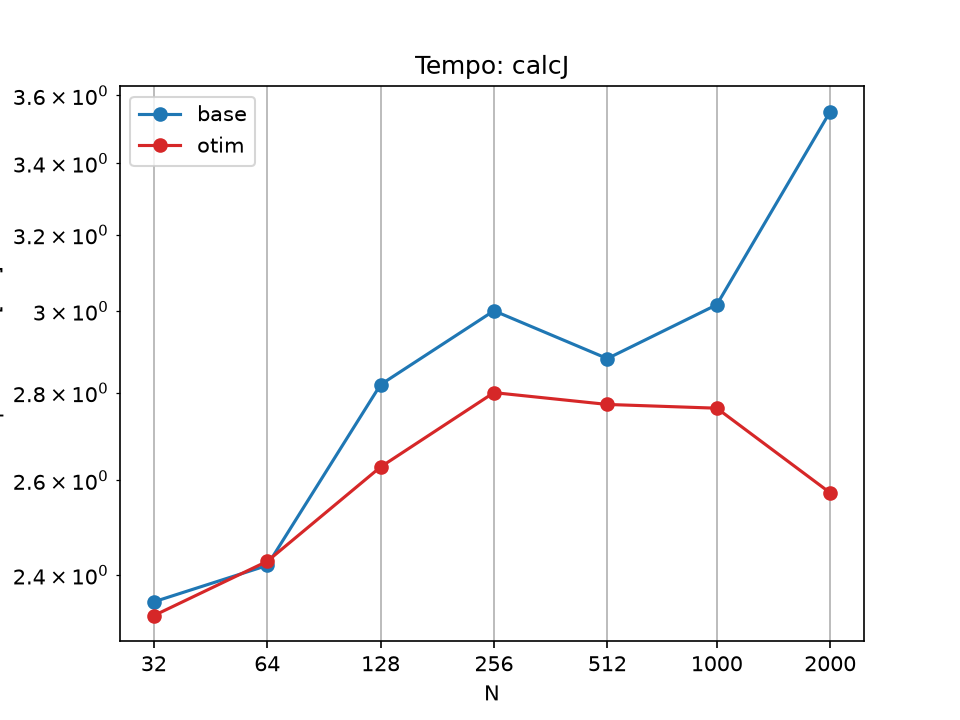 Tempo: calcJ
3.6 × 10⁰
3.4 × 10⁰
3.2 × 10⁰
3 × 10⁰
2.8 × 10⁰
2.6 × 10⁰
2.4 × 10⁰
base
otim
32 64 128 256 512 1000 2000
N